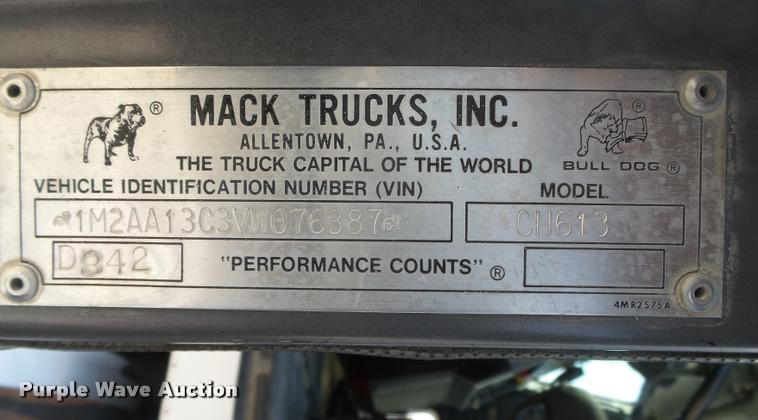 ® MACK TRUCKS, INC. ®
ALLENTOWN, PA., U.S.A.
THE TRUCK CAPITAL OF THE WORLD BULL DOG ®
VEHICLE IDENTIFICATION NUMBER (VIN) MODEL
1M2AA13C3VW076387 CH613
D842 "PERFORMANCE COUNTS" ®
4MR2575A
Purple Wave Auction